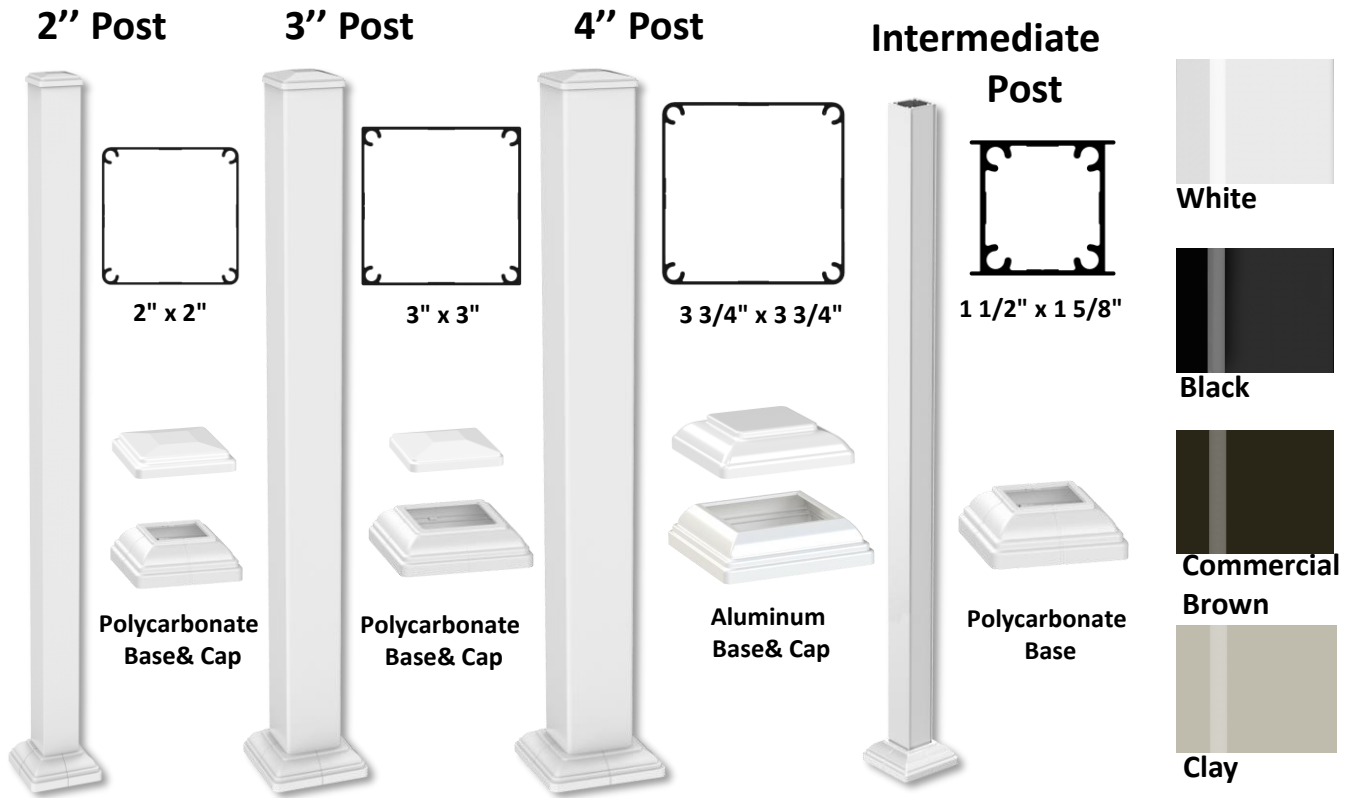 2’’ Post
3’’ Post
4’’ Post
Intermediate
Post
2" x 2"
3" x 3"
3 3/4" x 3 3/4"
1 1/2" x 1 5/8"
Polycarbonate
Base& Cap
Polycarbonate
Base& Cap
Aluminum
Base& Cap
Polycarbonate
Base
White
Black
Commercial
Brown
Clay